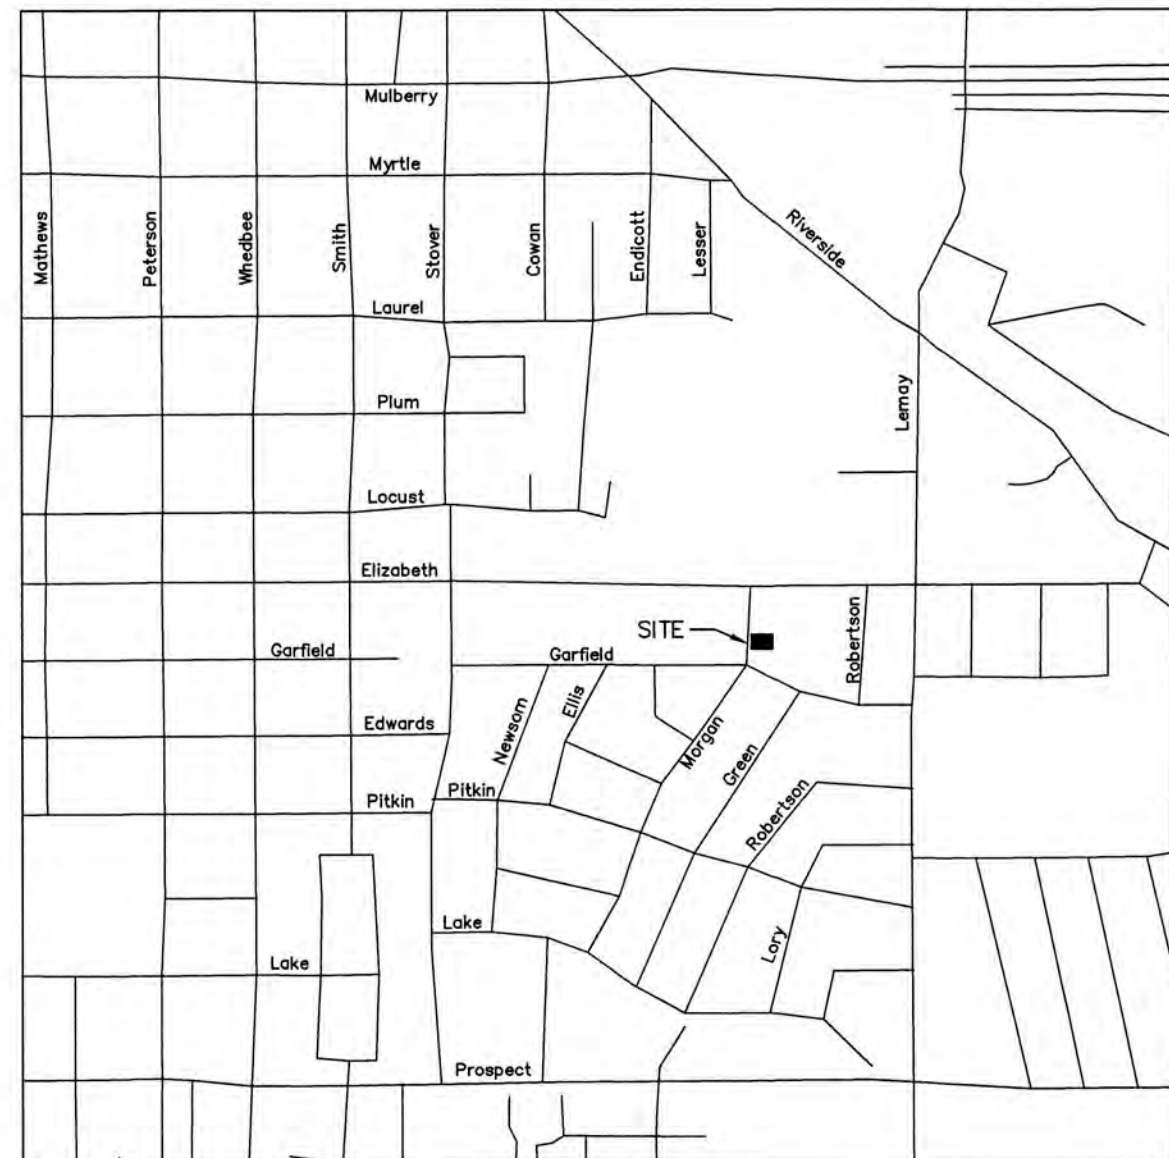 Mulberry
Myrtle
Mathews
Peterson
Whedbee
Smith
Stover
Cowan
Endicott
Lesser
Riverside
Laurel
Lemay
Plum
Locust
Elizabeth
SITE
Robertson
Garfield
Garfield
Newsom
Ellis
Edwards
Morgan
Green
Pitkin
Pitkin
Robertson
Lake
Lory
Lake
Prospect